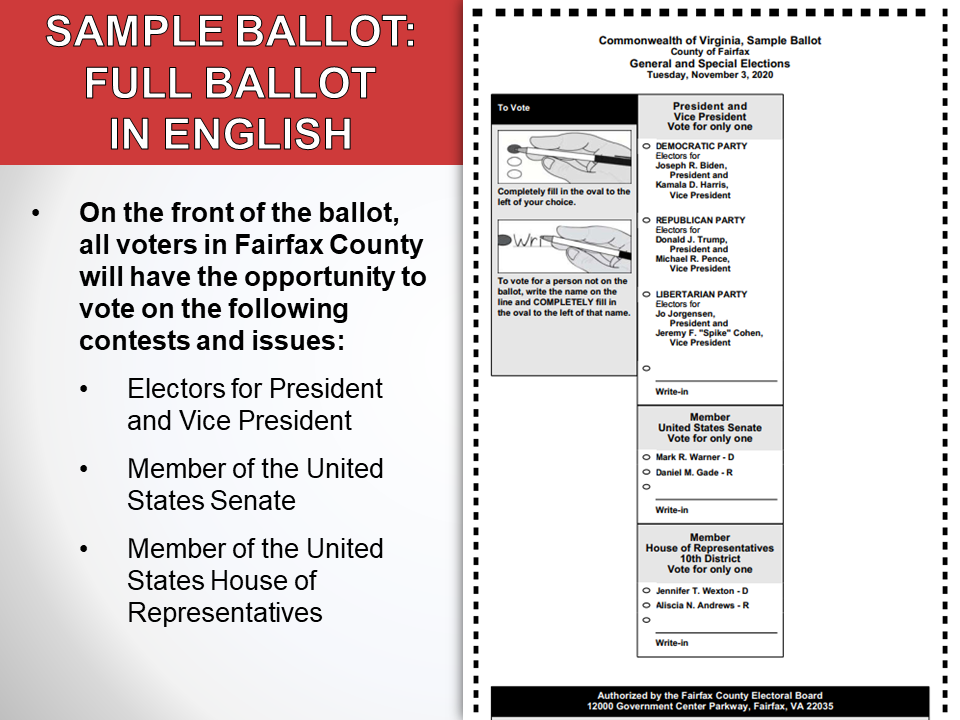 SAMPLE BALLOT:
FULL BALLOT
IN ENGLISH
• On the front of the ballot,
all voters in Fairfax County
will have the opportunity to
vote on the following
contests and issues:
• Electors for President
and Vice President
• Member of the United
States Senate
• Member of the United
States House of
Representatives
Commonwealth of Virginia, Sample Ballot
County of Fairfax
General and Special Elections
Tuesday, November 3, 2020
To Vote
Completely fill in the oval to the
left of your choice.
Wri
To vote for a person not on the
ballot, write the name on the
line and COMPLETELY fill in
the oval to the left of that name.
President and
Vice President
Vote for only one
DEMOCRATIC PARTY
Electors for
Joseph R. Biden,
President and
Kamala D. Harris,
Vice President
REPUBLICAN PARTY
Electors for
Donald J. Trump,
President and
Michael R. Pence,
Vice President
LIBERTARIAN PARTY
Electors for
Jo Jorgensen,
President and
Jeremy F. "Spike" Cohen,
Vice President
Write-in
Member
United States Senate
Vote for only one
Mark R. Warner - D
Daniel M. Gade - R
Write-in
Member
House of Representatives
10th District
Vote for only one
Jennifer T. Wexton - D
Aliscia N. Andrews - R
Write-in
Authorized by the Fairfax County Electoral Board
12000 Government Center Parkway, Fairfax, VA 22035